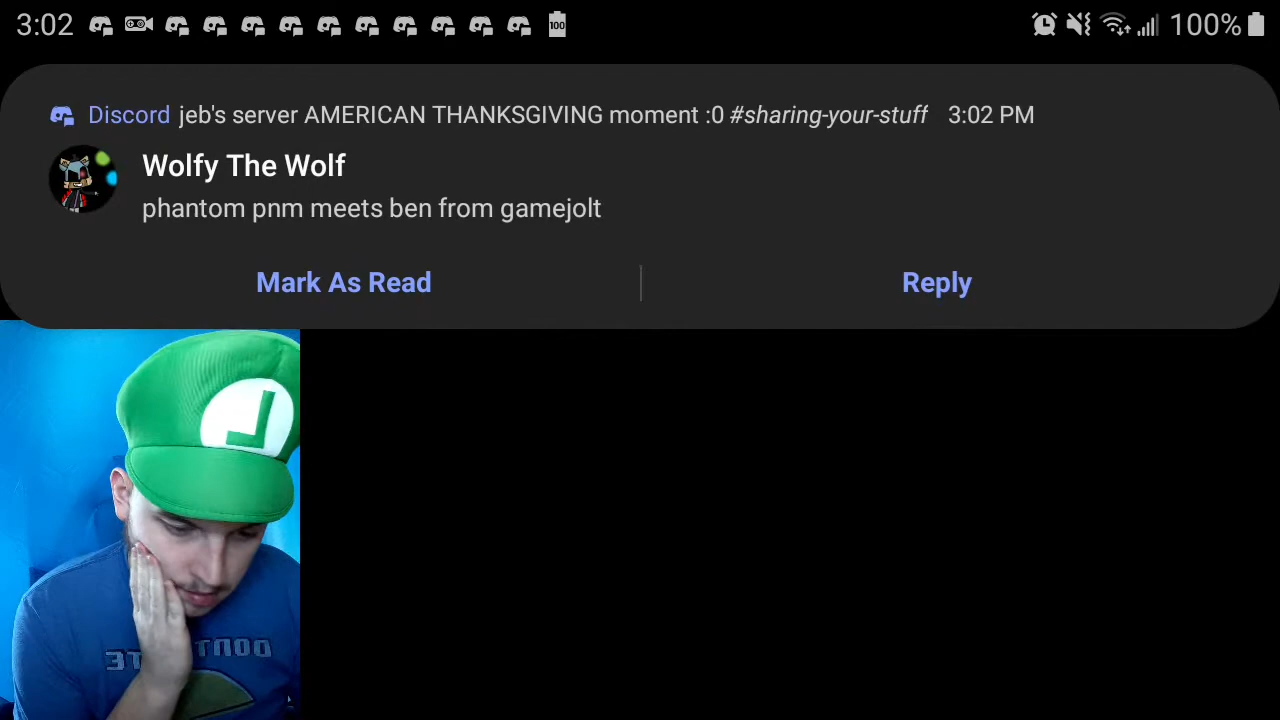 3:02 100 100%
Discord jeb's server AMERICAN THANKSGIVING moment :0 #sharing-your-stuff 3:02 PM
Wolfy The Wolf
phantom pnm meets ben from gamejolt
Mark As Read Reply
L